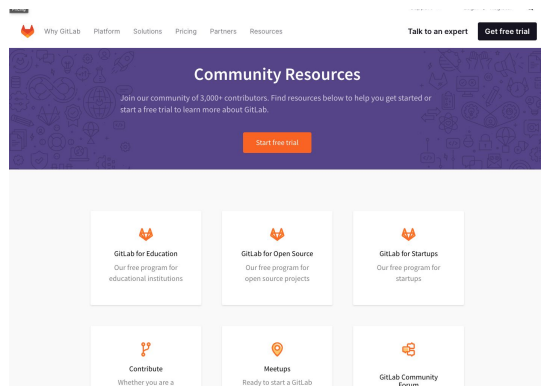 Why GitLab Platform Solutions Pricing Partners Resources Talk to an expert Get free trial
Community Resources
Join our community of 3,000+ contributors. Find resources below to help you get started or
start a free trial to learn more about GitLab.
Start free trial
GitLab for Education
Our free program for
educational institutions
GitLab for Open Source
Our free program for
open source projects
GitLab for Startups
Our free program for
startups
Contribute
Whether you are a
Meetups
Ready to start a GitLab
GitLab Community
Forum